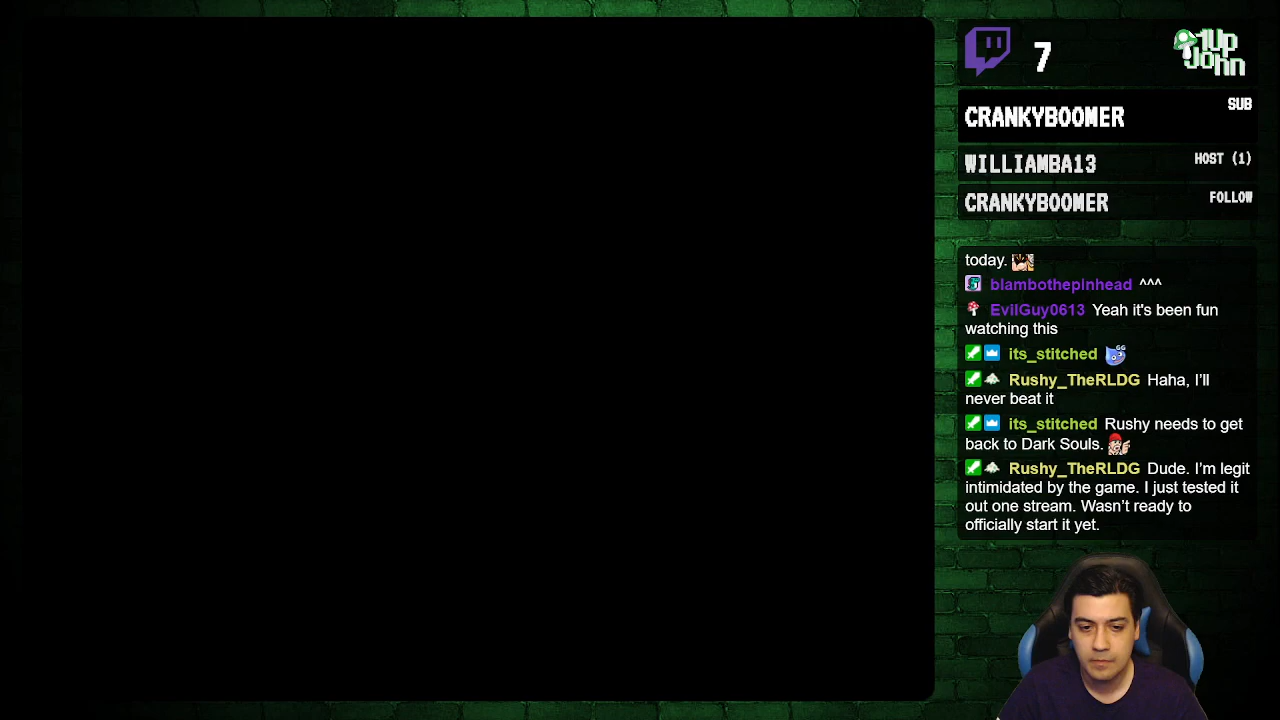 7
1Up
John
CRANKYBOOMER SUB
WILLIAMBA13 HOST (1)
CRANKYBOOMER FOLLOW
today.
blambothepinhead ^^^
EvilGuy0613 Yeah it's been fun
watching this
its_stitched GG
Rushy_TheRLDG Haha, I’ll
never beat it
its_stitched Rushy needs to get
back to Dark Souls.
Rushy_TheRLDG Dude. I’m legit
intimidated by the game. I just tested it
out one stream. Wasn’t ready to
officially start it yet.